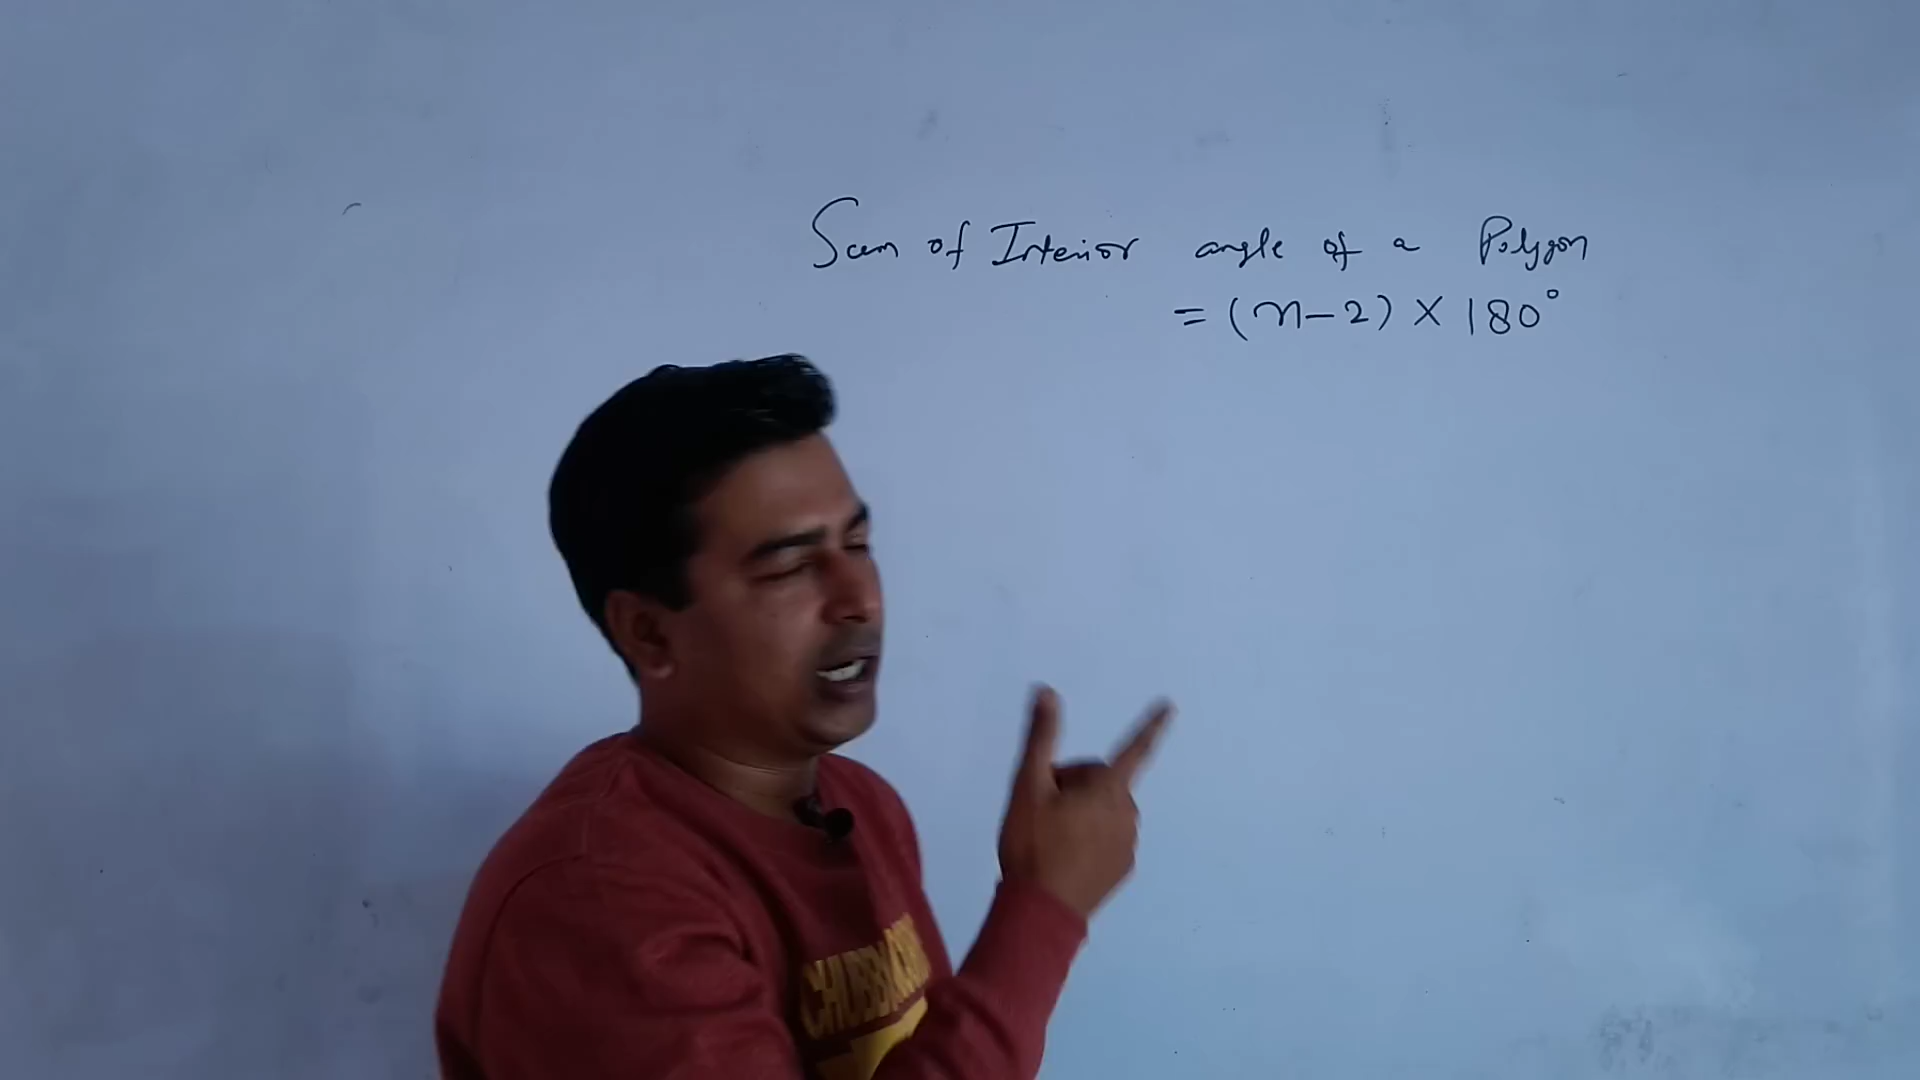 Sum of Interior angle of a Polygon
= (n-2) × 180°